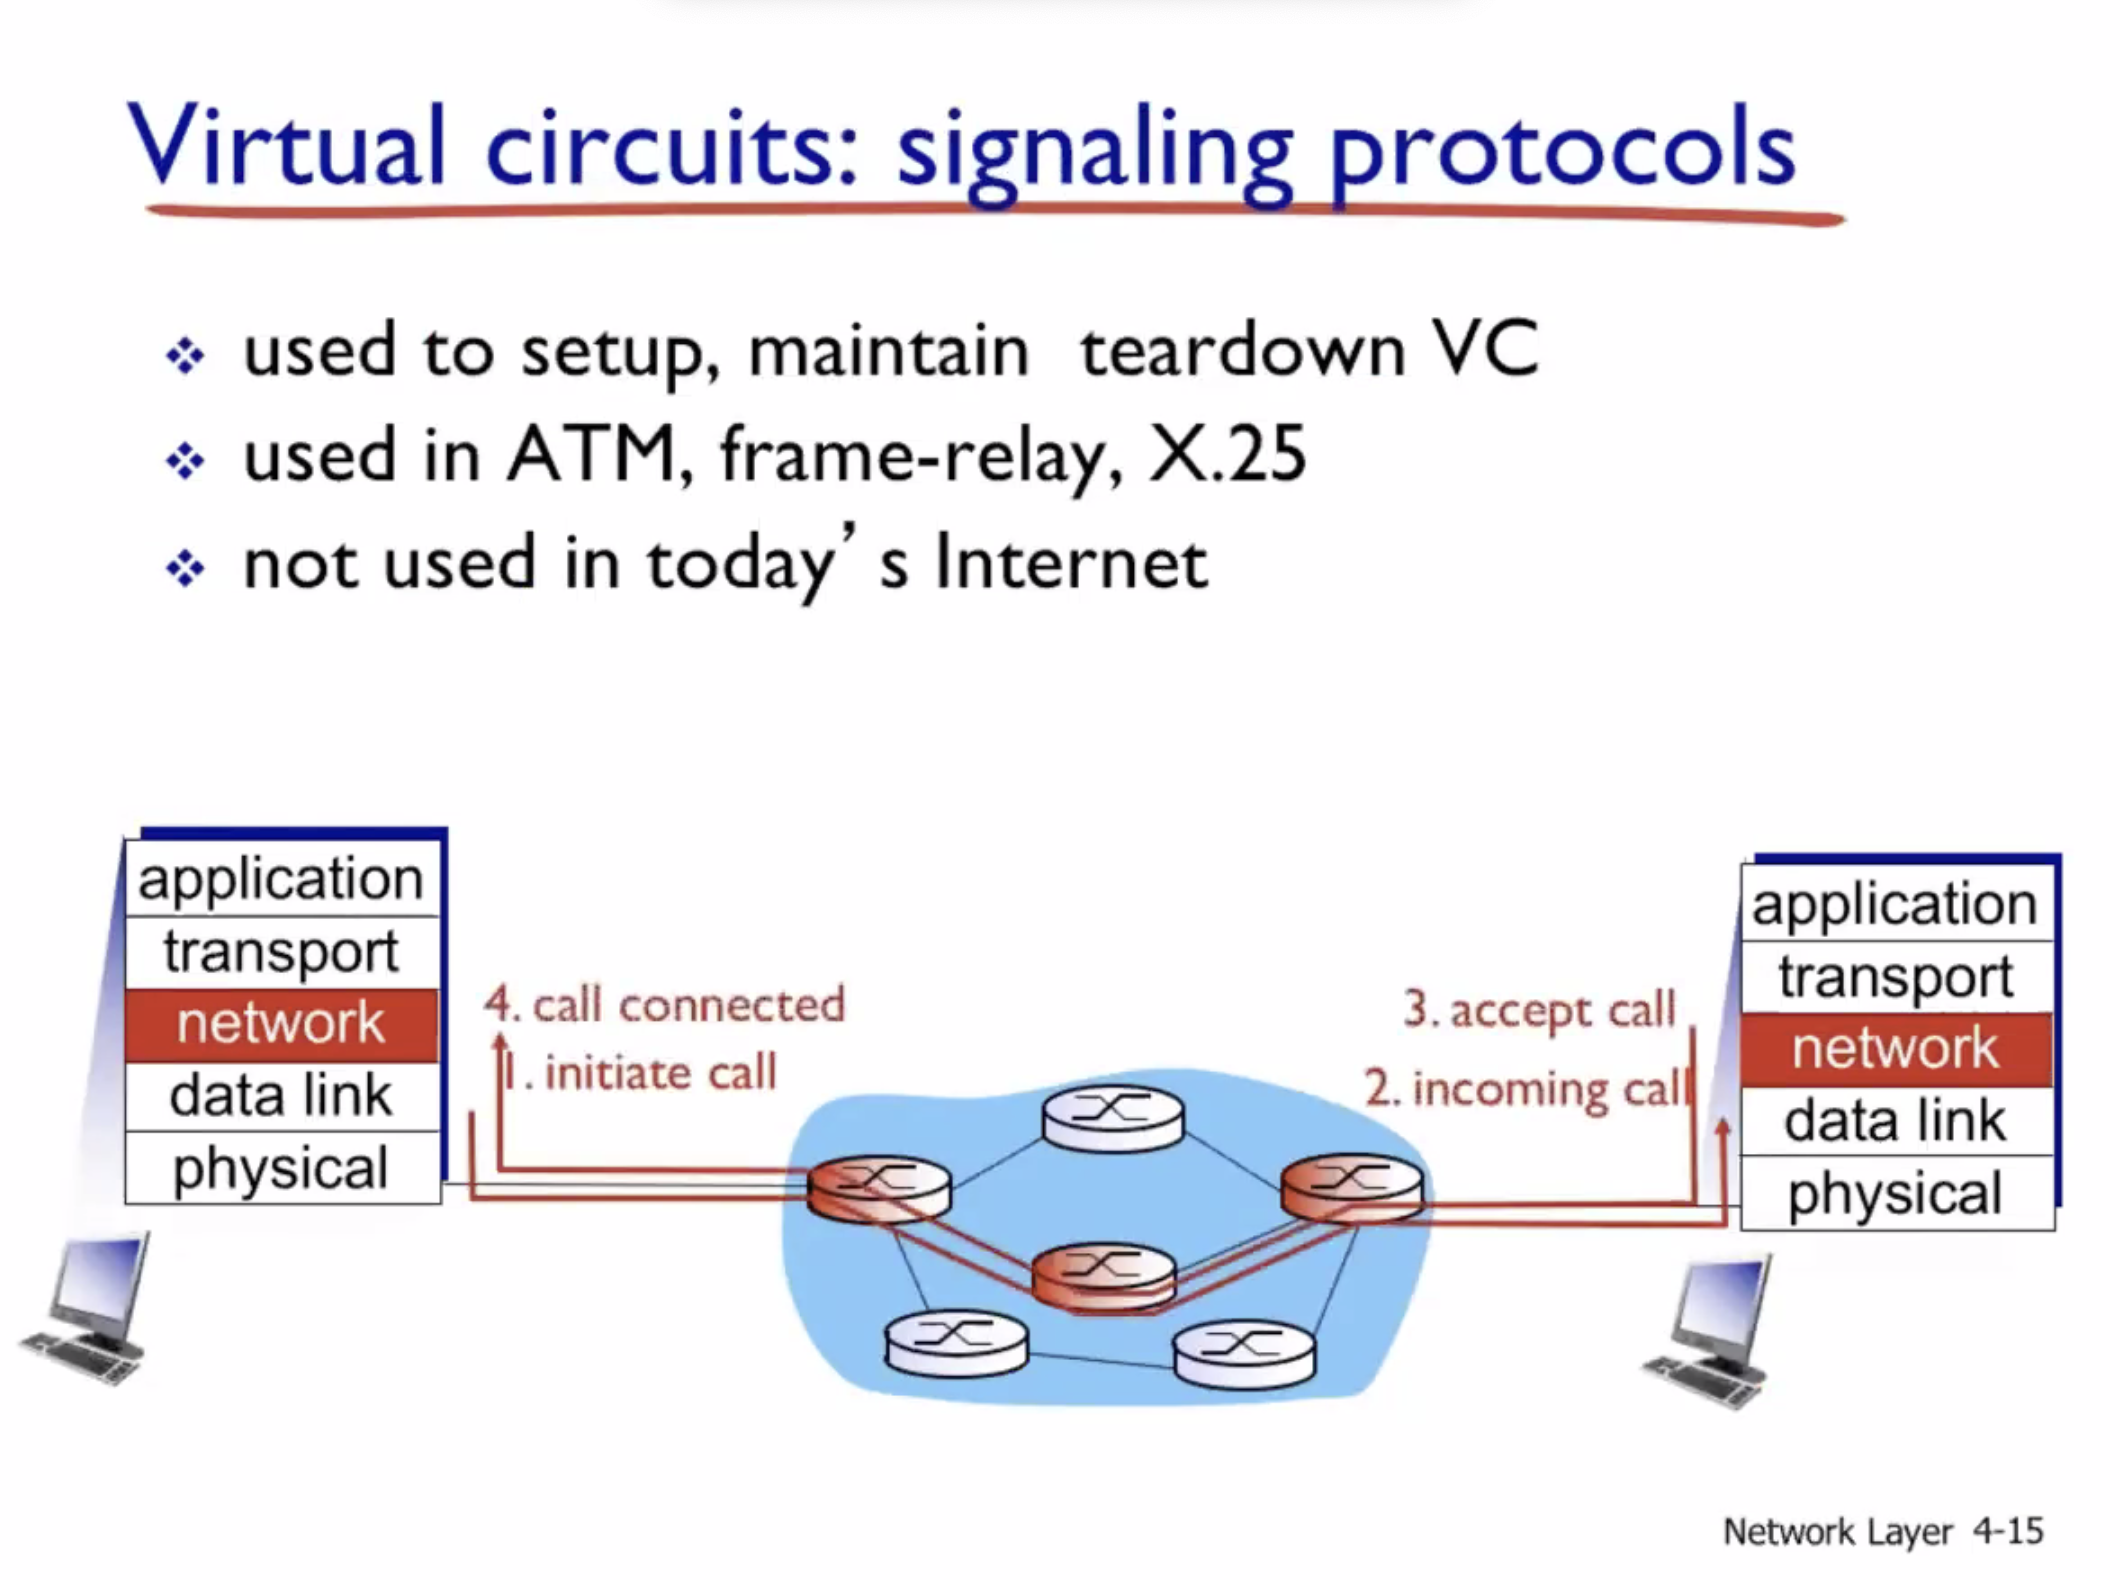 Virtual circuits: signaling protocols
❖ used to setup, maintain  teardown VC
❖ used in ATM, frame-relay, X.25
❖ not used in today’ s Internet
application
transport
network
data link
physical
4. call connected
1. initiate call
3. accept call
2. incoming call
application
transport
network
data link
physical
Network Layer 4-15